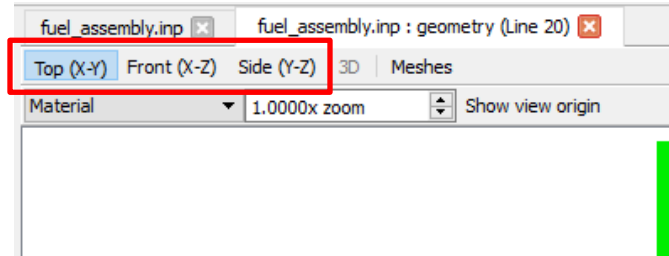 fuel_assembly.inp fuel_assembly.inp : geometry (Line 20)
Top (X-Y) Front (X-Z) Side (Y-Z) 3D Meshes
Material 1.0000x zoom Show view origin